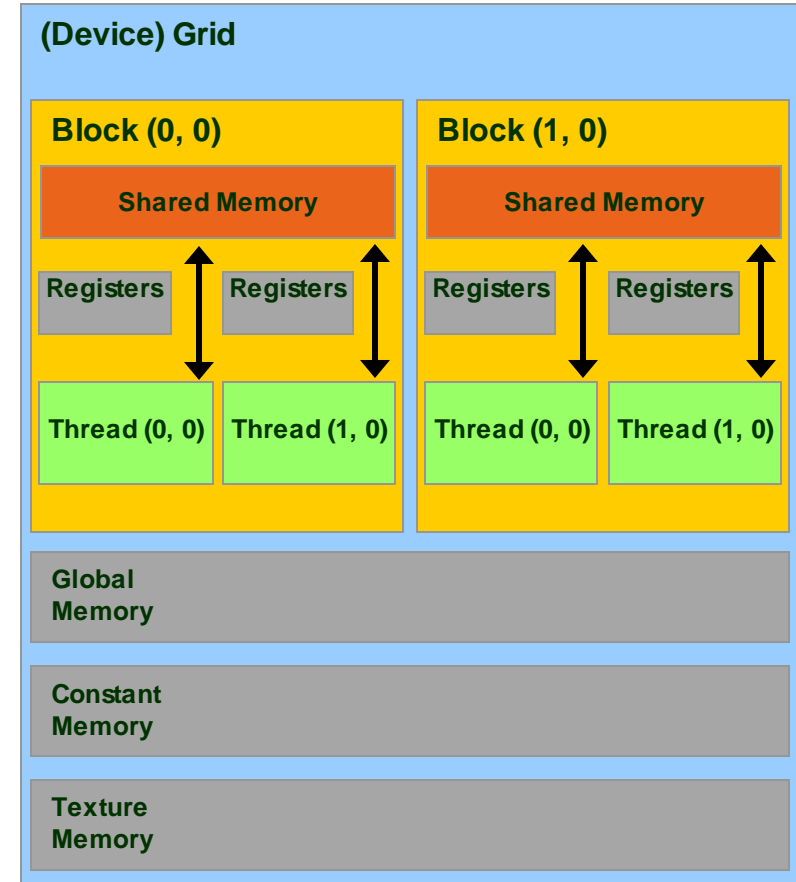 (Device) Grid
Block (0, 0)
Shared Memory
Registers
Registers
Thread (0, 0)
Thread (1, 0)
Block (1, 0)
Shared Memory
Registers
Registers
Thread (0, 0)
Thread (1, 0)
Global
Memory
Constant
Memory
Texture
Memory